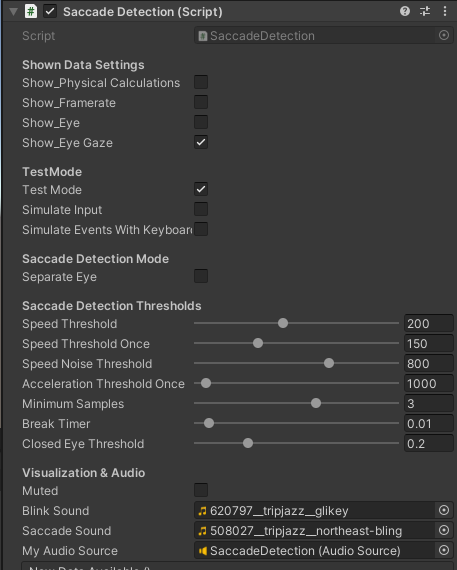 Saccade Detection (Script)
Script SaccadeDetection
Shown Data Settings
Show_Physical Calculations
Show_Framerate
Show_Eye
Show_Eye Gaze
TestMode
Test Mode
Simulate Input
Simulate Events With Keyboar
Saccade Detection Mode
Separate Eye
Saccade Detection Thresholds
Speed Threshold 200
Speed Threshold Once 150
Speed Noise Threshold 800
Acceleration Threshold Once 1000
Minimum Samples 3
Break Timer 0.01
Closed Eye Threshold 0.2
Visualization & Audio
Muted
Blink Sound 620797__tripjazz__glikey
Saccade Sound 508027__tripjazz__northeast-bling
My Audio Source SaccadeDetection (Audio Source)
New Data Available ()